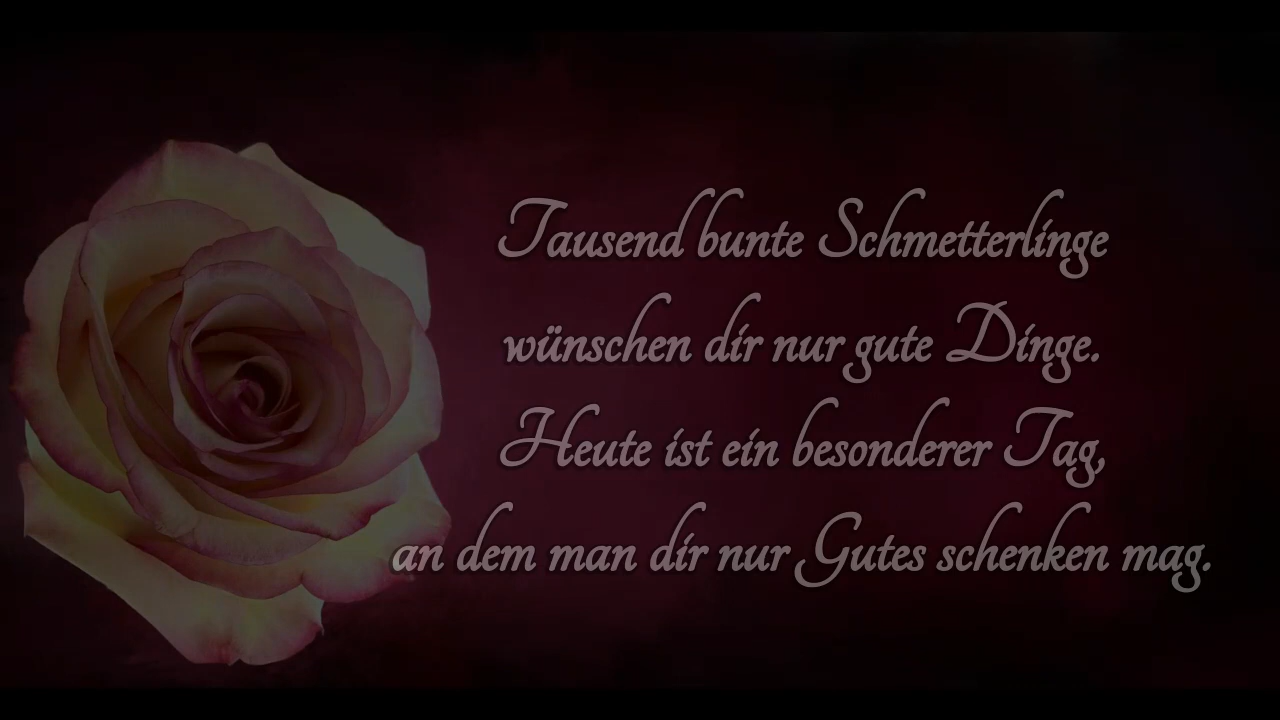 Tausend bunte Schmetterlinge
wünschen dir nur gute Dinge.
Heute ist ein besonderer Tag,
an dem man dir nur Gutes schenken mag.